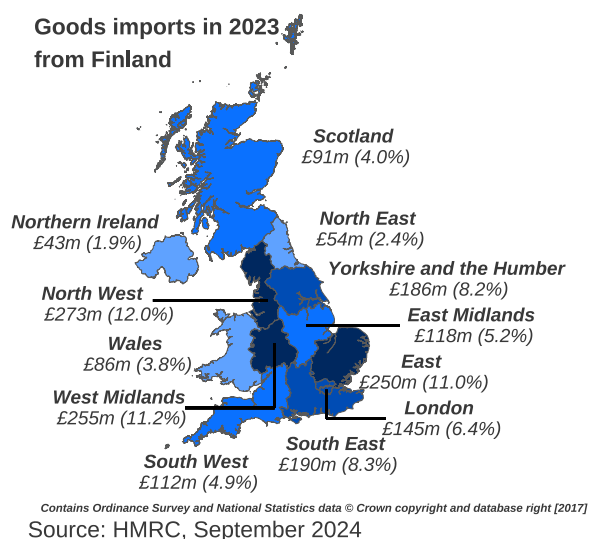 Goods imports in 2023
from Finland
Scotland
£91m (4.0%)
Northern Ireland
£43m (1.9%)
North East
£54m (2.4%)
Yorkshire and the Humber
£186m (8.2%)
North West
£273m (12.0%)
East Midlands
£118m (5.2%)
Wales
£86m (3.8%)
East
£250m (11.0%)
West Midlands
£255m (11.2%)
London
£145m (6.4%)
South East
£190m (8.3%)
South West
£112m (4.9%)
Contains Ordinance Survey and National Statistics data © Crown copyright and database right [2017]
Source: HMRC, September 2024